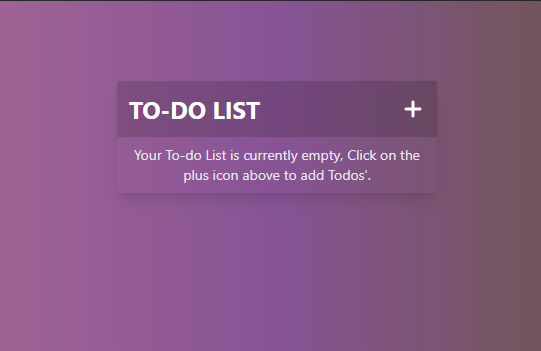 TO-DO LIST
Your To-do List is currently empty, Click on the
plus icon above to add Todos'.